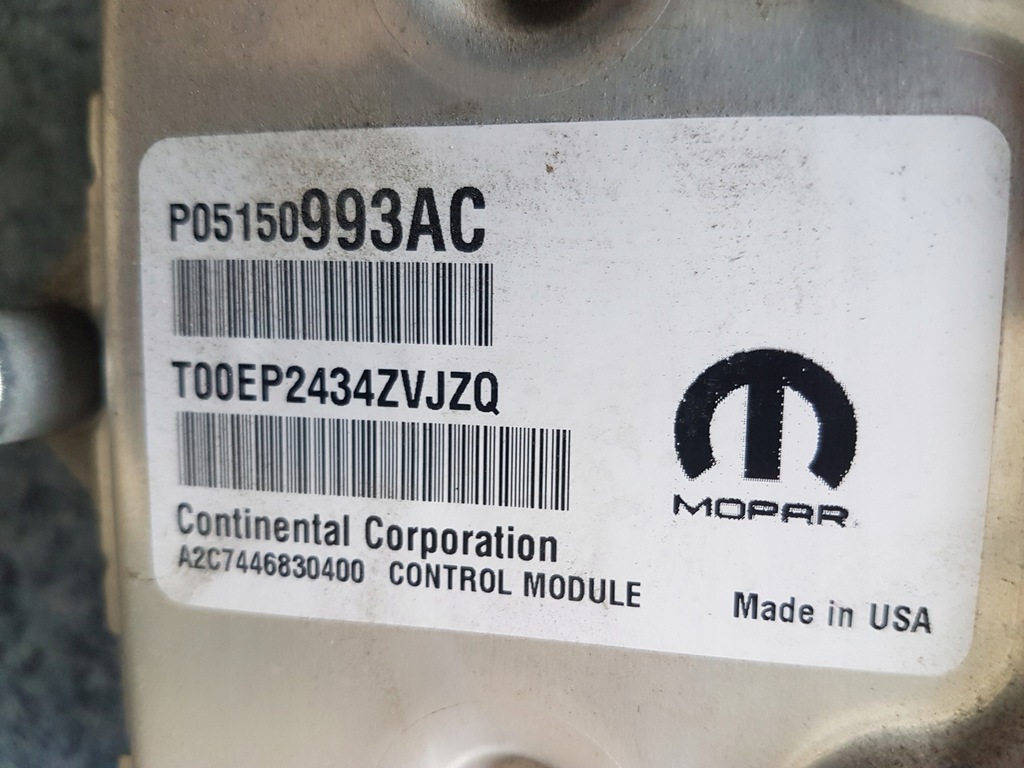 P05150993AC
T00EP2434ZVJZQ
Continental Corporation
A2C7446830400 CONTROL MODULE
MOPAR
Made in USA